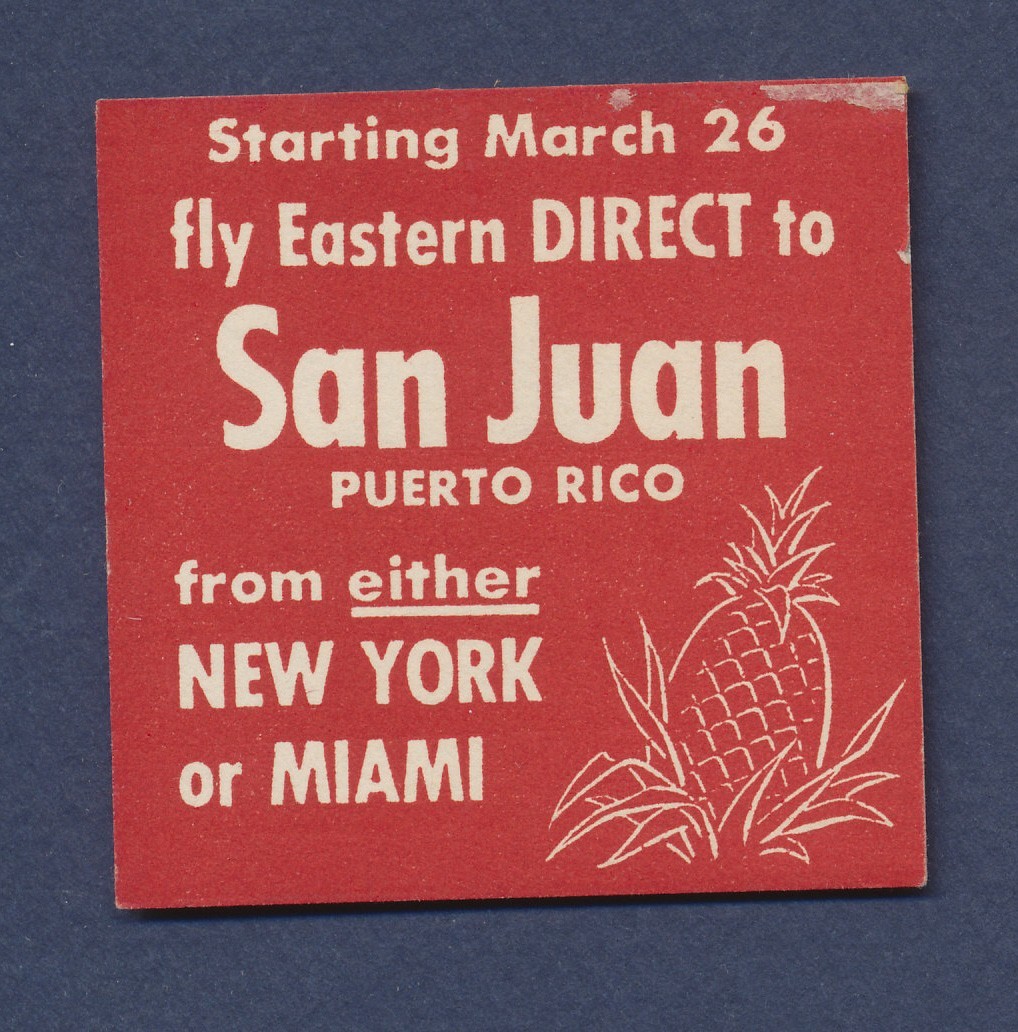 Starting March 26
fly Eastern DIRECT to
San Juan
PUERTO RICO
from either
NEW YORK
or MIAMI